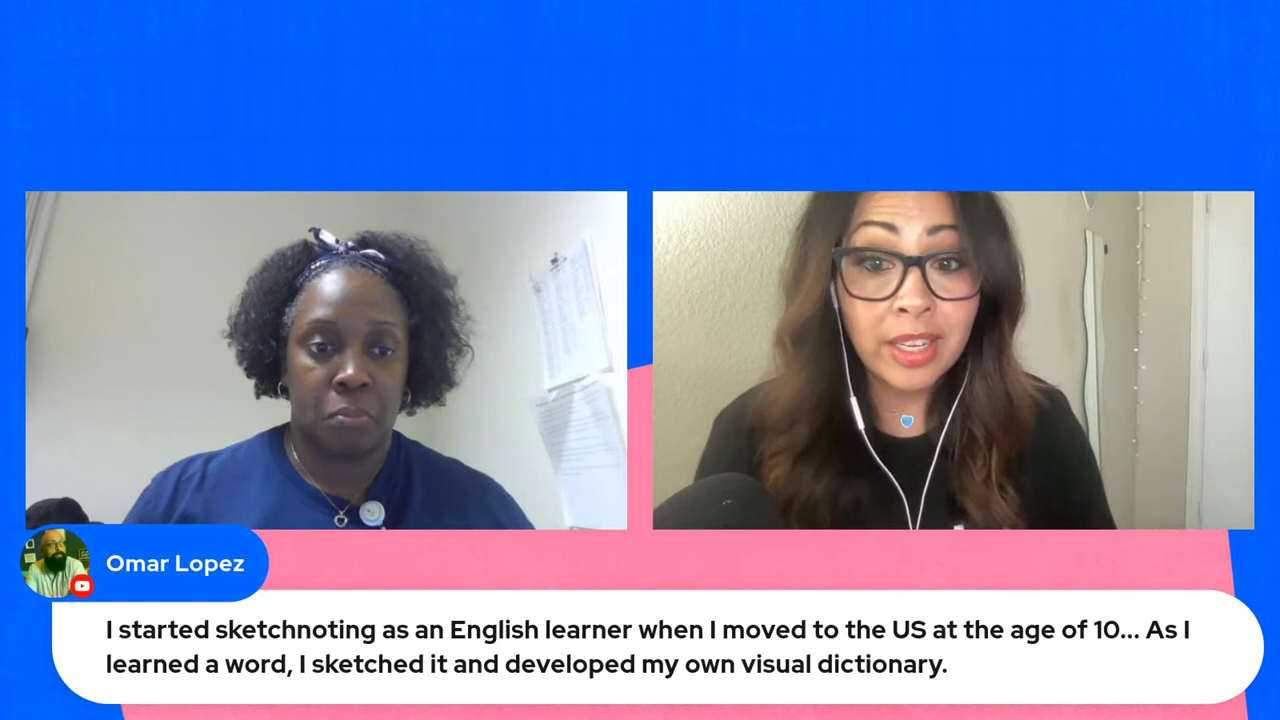 Omar Lopez
I started sketchnoting as an English learner when I moved to the US at the age of 10... As I
learned a word, I sketched it and developed my own visual dictionary.